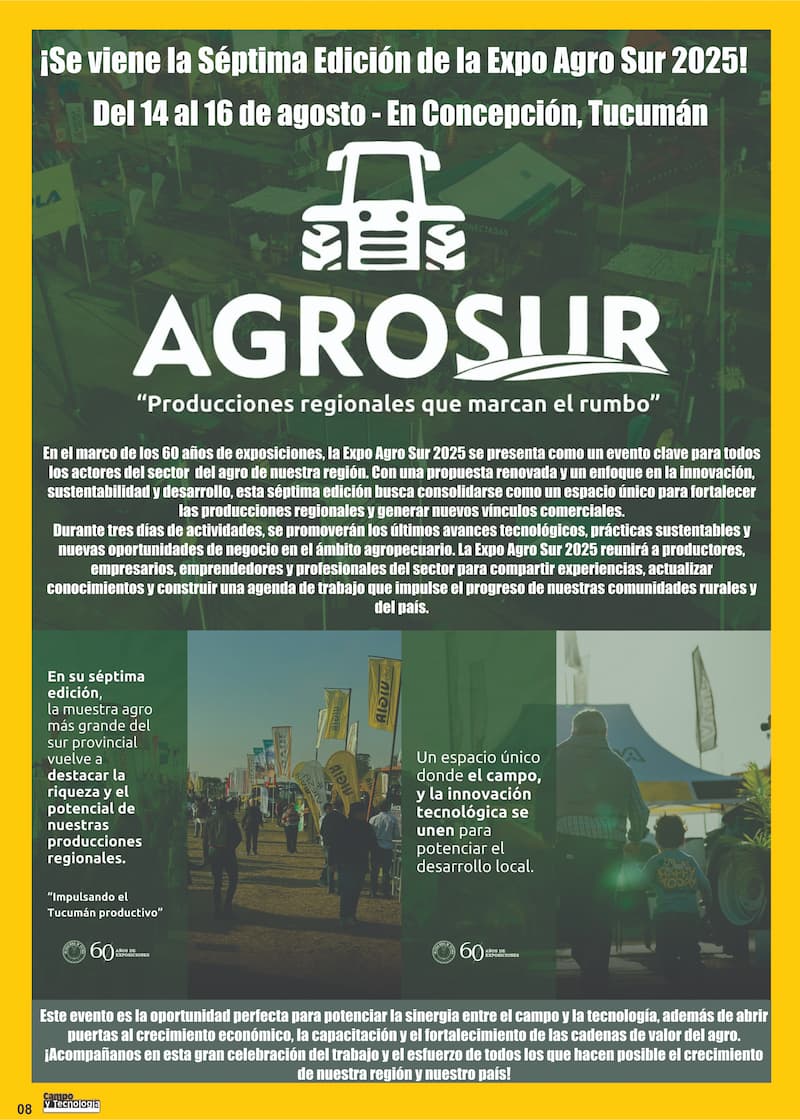 ¡Se viene la Séptima Edición de la Expo Agro Sur 2025!
Del 14 al 16 de agosto - En Concepción, Tucumán
AGROSUR
“Producciones regionales que marcan el rumbo”
En el marco de los 60 años de exposiciones, la Expo Agro Sur 2025 se presenta como un evento clave para todos
los actores del sector del agro de nuestra región. Con una propuesta renovada y un enfoque en la innovación,
sustentabilidad y desarrollo, esta séptima edición busca consolidarse como un espacio único para fortalecer
las producciones regionales y generar nuevos vínculos comerciales.
Durante tres días de actividades, se promoverán los últimos avances tecnológicos, prácticas sustentables y
nuevas oportunidades de negocio en el ámbito agropecuario. La Expo Agro Sur 2025 reunirá a productores,
empresarios, emprendedores y profesionales del sector para compartir experiencias, actualizar
conocimientos y construir una agenda de trabajo que impulse el progreso de nuestras comunidades rurales y
del país.
En su séptima
edición,
la muestra agro
más grande del
sur provincial
vuelve a
destacar la
riqueza y el
potencial de
nuestras
producciones
regionales.
“Impulsando el
Tucumán productivo”
60 AÑOS DE
EXPOSICIONES
Un espacio único
donde el campo,
y la innovación
tecnológica se
unen para
potenciar el
desarrollo local.
60 AÑOS DE
EXPOSICIONES
Este evento es la oportunidad perfecta para potenciar la sinergia entre el campo y la tecnología, además de abrir
puertas al crecimiento económico, la capacitación y el fortalecimiento de las cadenas de valor del agro.
¡Acompañanos en esta gran celebración del trabajo y el esfuerzo de todos los que hacen posible el crecimiento
de nuestra región y nuestro país!
08
Campo
y Tecnología